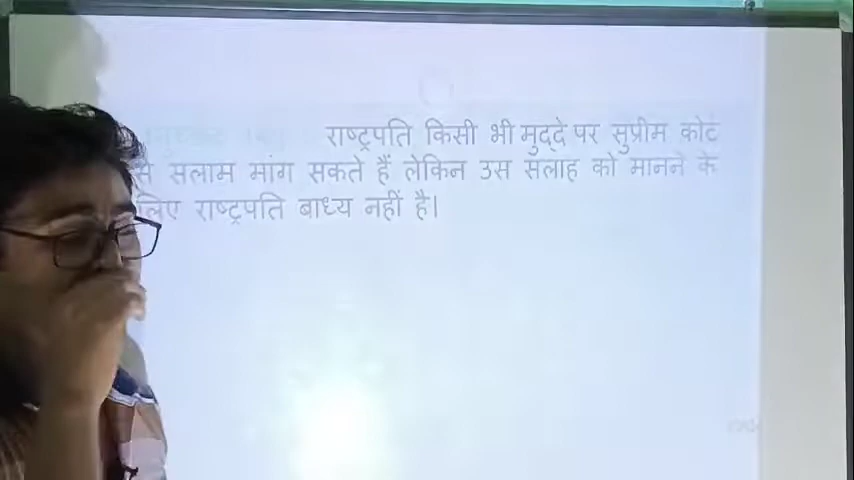 राष्ट्रपति किसी भी मुद्दे पर सुप्रीम कोर्ट
से सलाम मांग सकते हैं लेकिन उस सलाह को मानने के
लिए राष्ट्रपति बाध्य नहीं है।